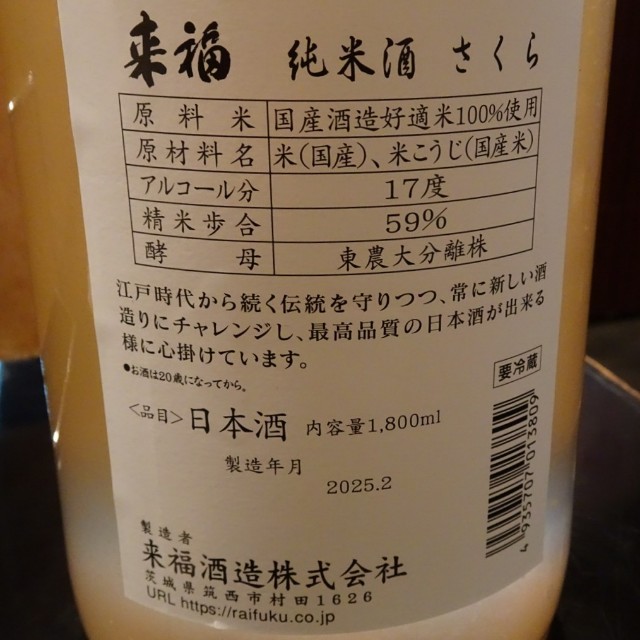 来福 純米酒 さくら
原料米 国産酒造好適米100%使用
原材料名 米(国産)、米こうじ(国産米)
アルコール分 17度
精米歩合 59%
酵母 東農大分離株
江戸時代から続く伝統を守りつつ、常に新しい酒
造りにチャレンジし、最高品質の日本酒が出来る
様に心掛けています。
●お酒は20歳になってから。
要冷蔵
<品目>日本酒 内容量1,800ml
製造年月
2025.2
4 935707 013809
製造者
来福酒造株式会社
茨城県筑西市村田1626
URL https://raifuku.co.jp